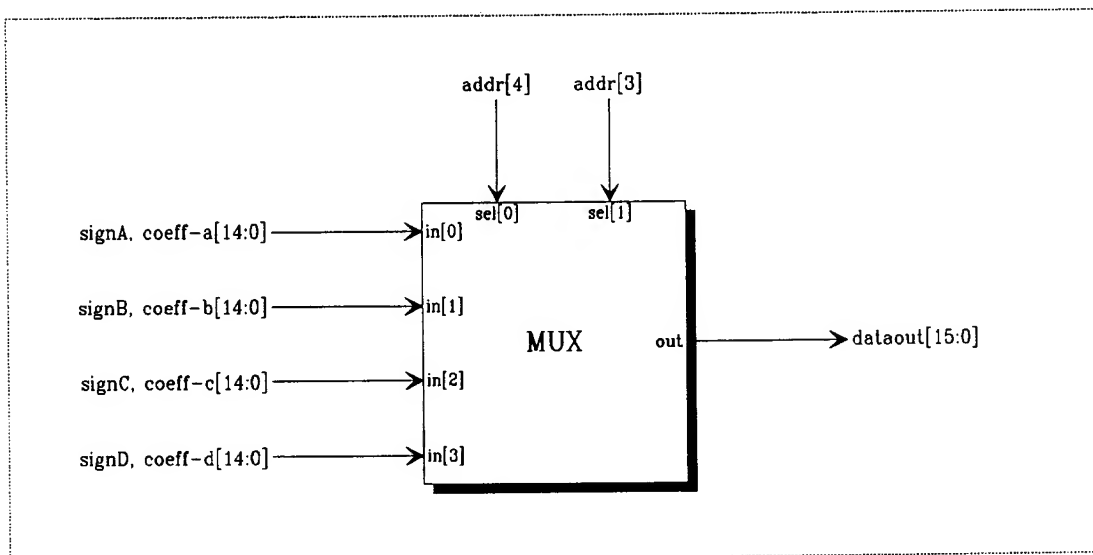 addr[4] addr[3]
sel[0] sel[1]
signA, coeff-a[14:0] in[0]
signB, coeff-b[14:0] in[1]
MUX out dataout[15:0]
signC, coeff-c[14:0] in[2]
signD, coeff-d[14:0] in[3]